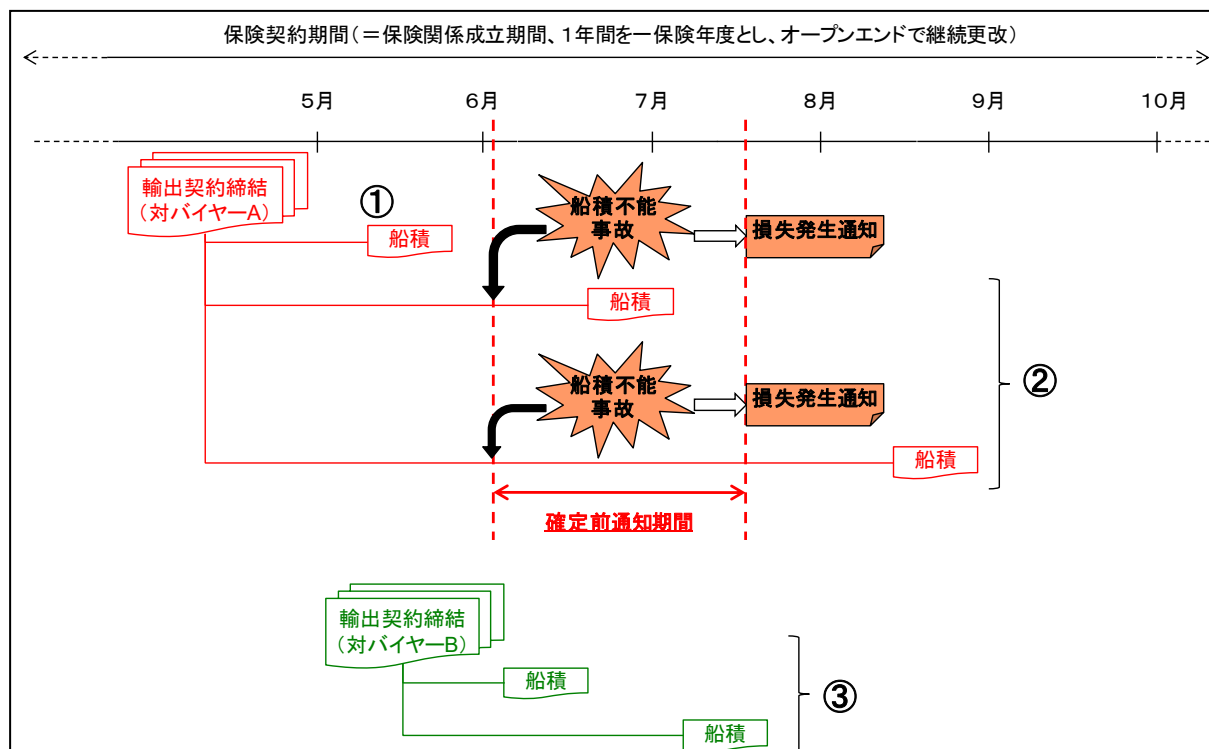 保険契約期間(＝保険関係成立期間、１年間を一保険年度とし、オープンエンドで継続更改)
５月
６月
７月
８月
９月
１０月
輸出契約締結
(対バイヤーA)
①
船積
船積不能
事故
損失発生通知
船積
船積不能
事故
損失発生通知
②
船積
確定前通知期間
輸出契約締結
(対バイヤーB)
船積
③
船積